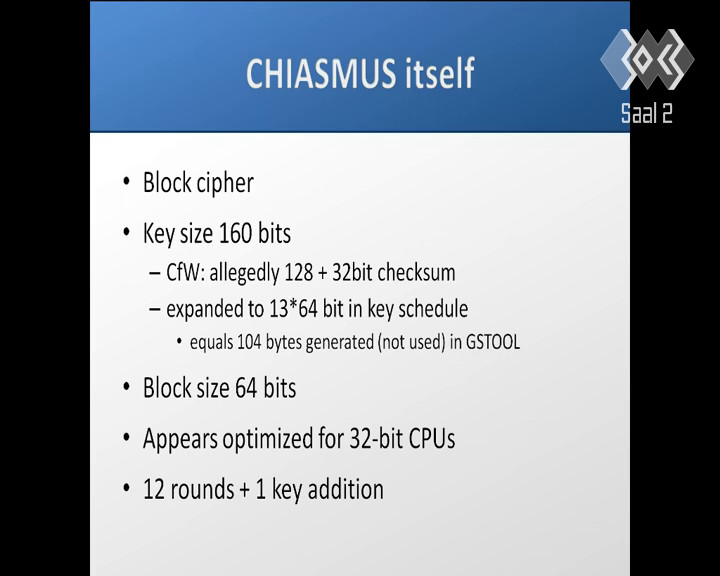 CHIASMUS itself
Saal 2
• Block cipher
• Key size 160 bits
– CfW: allegedly 128 + 32bit checksum
– expanded to 13*64 bit in key schedule
• equals 104 bytes generated (not used) in GSTOOL
• Block size 64 bits
• Appears optimized for 32-bit CPUs
• 12 rounds + 1 key addition